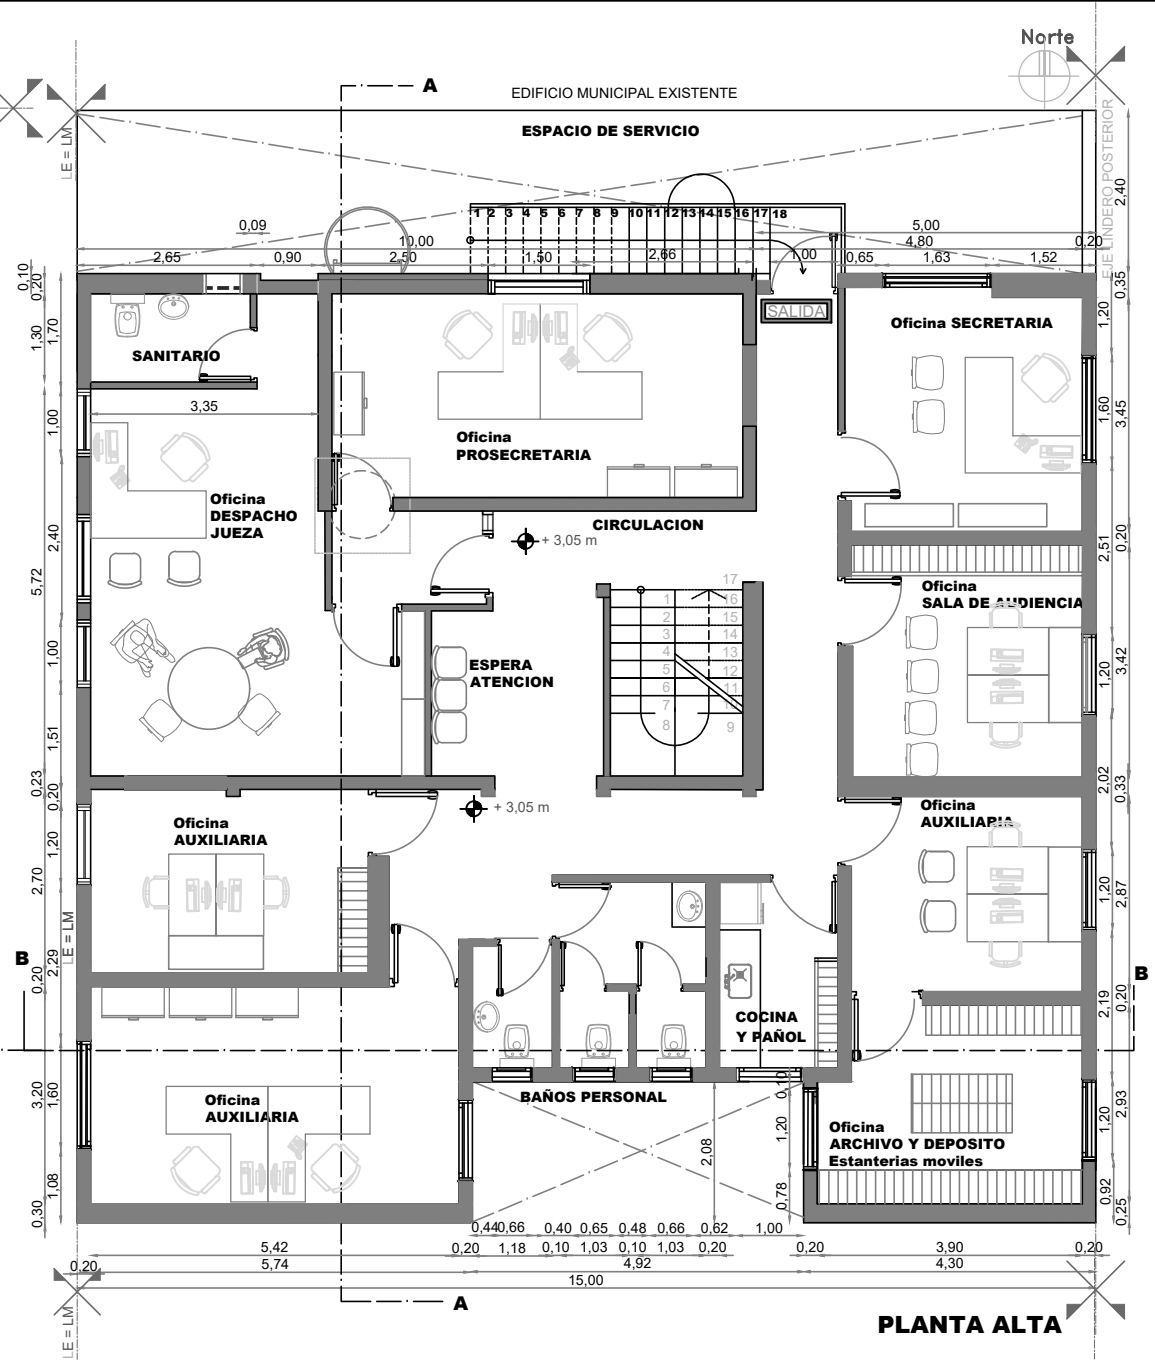 Norte
A
EDIFICIO MUNICIPAL EXISTENTE
ESPACIO DE SERVICIO
LE = LM
EJE LINDERO POSTERIOR
2,40
1 2 3 4 5 6 7 8 9 10 11 12 13 14 15 16 17 18
0,09
5,00
10,00
4,80
0,20
2,65
0,90
2,50
1,50
2,66
1,00
0,65
1,63
1,52
0,10
0,20
0,35
SALIDA
1,30
1,70
1,20
Oficina SECRETARIA
SANITARIO
3,35
1,00
1,60
3,45
Oficina
PROSECRETARIA
Oficina
DESPACHO
JUEZA
CIRCULACION
+ 3,05 m
2,40
5,72
2,51
0,20
Oficina
SALA DE AUDIENCIA
17
1
16
2
15
3
14
4
13
5
12
6
11
7
10
8
9
ESPERA
ATENCION
1,00
1,20
3,42
1,51
0,23
0,20
2,02
0,33
+ 3,05 m
Oficina
AUXILIARIA
Oficina
AUXILIARIA
1,20
2,70
1,20
2,87
LE = LM
B
2,29
0,20
B
2,19
0,20
COCINA
Y PAÑOL
BAÑOS PERSONAL
3,20
1,60
Oficina
AUXILIARIA
0,10
1,20
2,08
0,78
Oficina
ARCHIVO Y DEPOSITO
Estanterias moviles
1,20
2,93
1,08
0,30
0,92
0,25
0,44
0,66
0,40
0,65
0,48
0,66
0,62
1,00
5,42
0,20
1,18
0,10
1,03
0,10
1,03
0,20
0,20
3,90
0,20
0,20
5,74
4,92
4,30
15,00
A
LE = LM
PLANTA ALTA